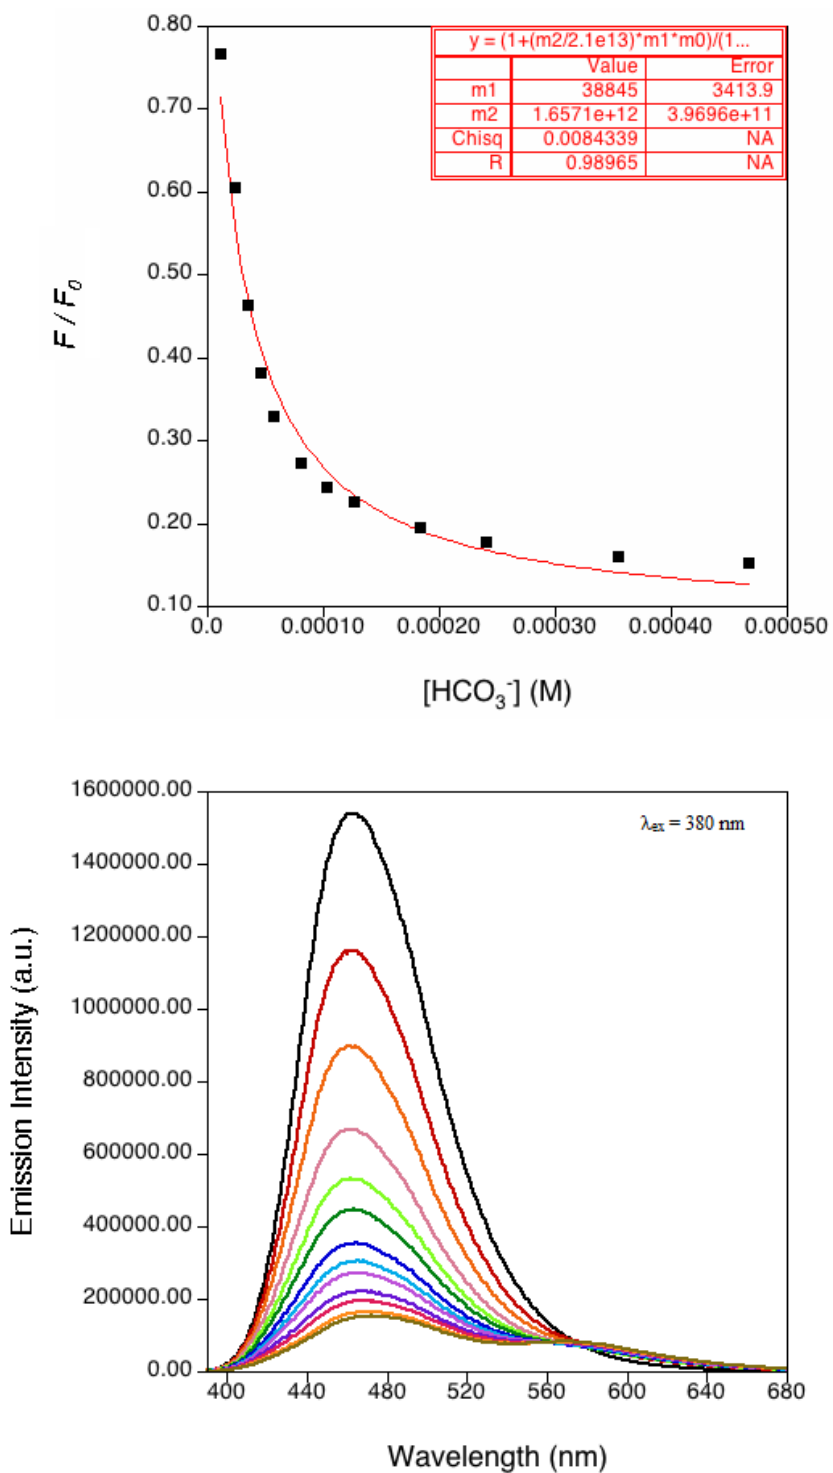 0.80
0.70
0.60
0.50
0.40
0.30
0.20
0.10
F / F0
y = (1+(m2/2.1e13)*m1*m0)/(1...
Value Error
m1 38845 3413.9
m2 1.6571e+12 3.9696e+11
Chisq 0.0084339 NA
R 0.98965 NA
0.0 0.00010 0.00020 0.00030 0.00040 0.00050
[HCO3-] (M)
1600000.00
1400000.00
1200000.00
1000000.00
800000.00
600000.00
400000.00
200000.00
0.00
Emission Intensity (a.u.)
λex = 380 nm
400 440 480 520 560 600 640 680
Wavelength (nm)